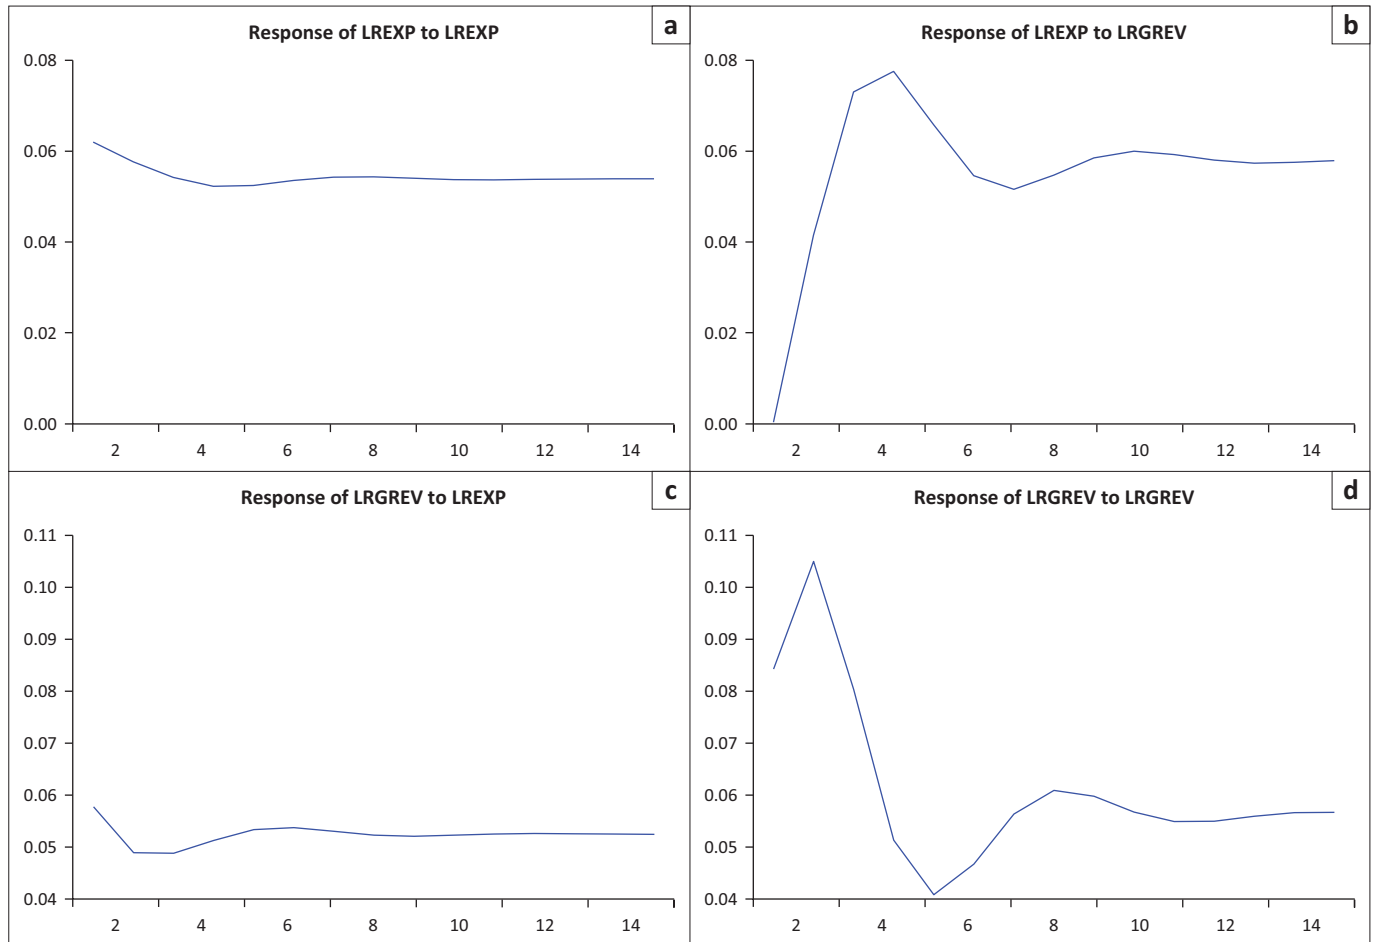 Response of LREXP to LREXP
a
0.08
0.06
0.04
0.02
0.00
2 4 6 8 10 12 14
Response of LREXP to LRGREV
b
0.08
0.06
0.04
0.02
0.00
2 4 6 8 10 12 14
Response of LRGREV to LREXP
c
0.11
0.10
0.09
0.08
0.07
0.06
0.05
0.04
2 4 6 8 10 12 14
Response of LRGREV to LRGREV
d
0.11
0.10
0.09
0.08
0.07
0.06
0.05
0.04
2 4 6 8 10 12 14